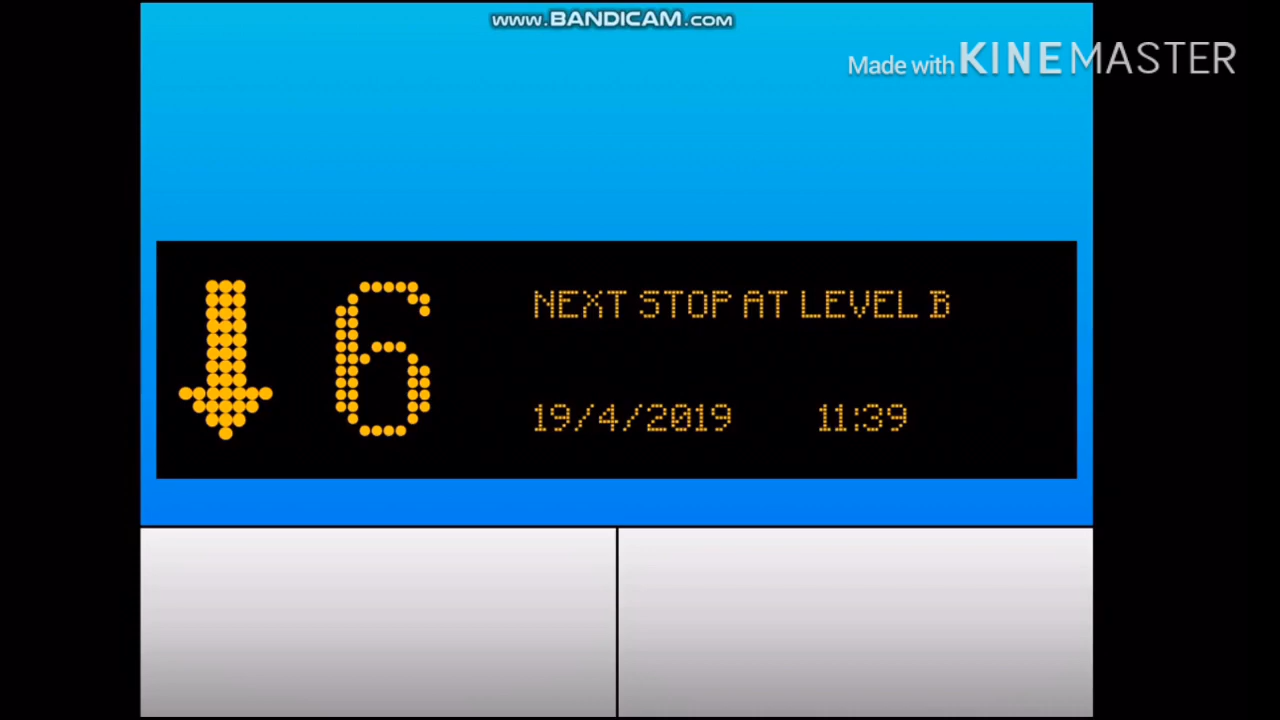 www.BANDICAM.com
Made with KINEMASTER
6
NEXT STOP AT LEVEL B
19/4/2019 11:39